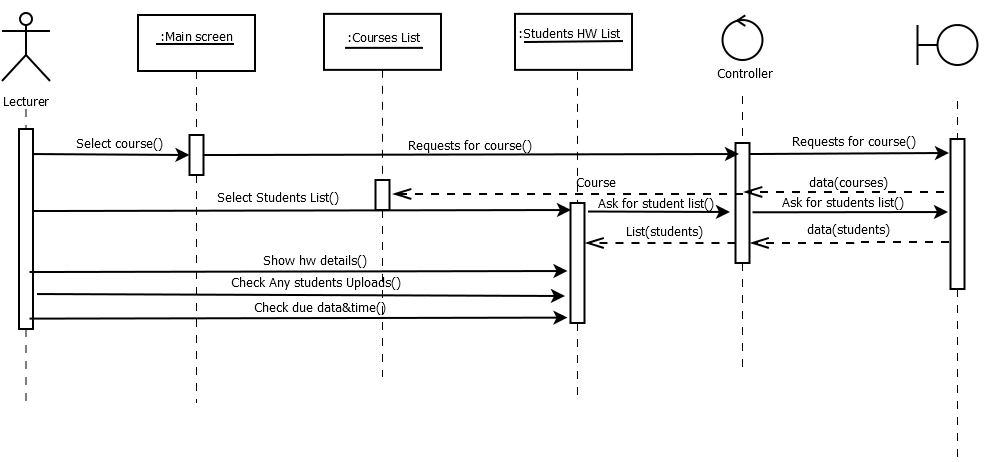 :Main screen
:Courses List
:Students HW List
Controller
Lecturer
Select course()
Requests for course()
Requests for course()
Course
data(courses)
Select Students List()
Ask for student list()
Ask for students list()
List(students)
data(students)
Show hw details()
Check Any students Uploads()
Check due data&time()